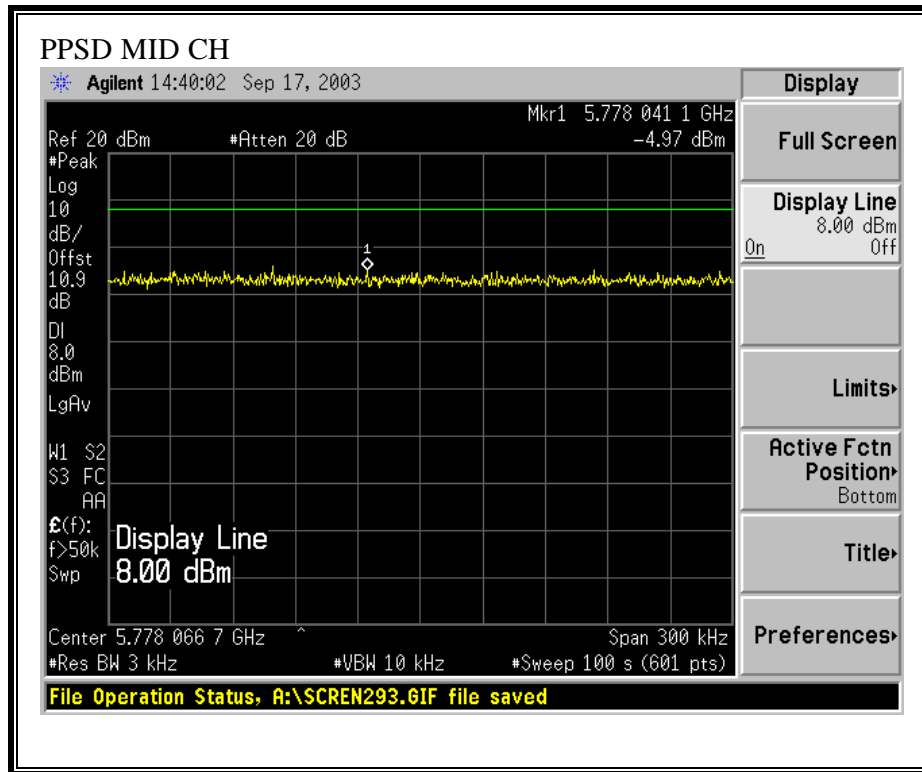 PPSD MID CH
Agilent 14:40:02 Sep 17, 2003
Display
Mkr1 5.778 041 1 GHz
Ref 20 dBm #Atten 20 dB -4.97 dBm
#Peak
Log
10
dB/
Offst
10.9
dB
DI
8.0
dBm
LgAv
W1 S2
S3 FC
AA
£(f):
f>50k
Swp
1
Display Line
8.00 dBm
Center 5.778 066 7 GHz ^ Span 300 kHz
#Res BW 3 kHz #VBW 10 kHz #Sweep 100 s (601 pts)
File Operation Status, A:\SCREN293.GIF file saved
Full Screen
Display Line
8.00 dBm
On Off
Limits
Active Fctn
Position
Bottom
Title
Preferences